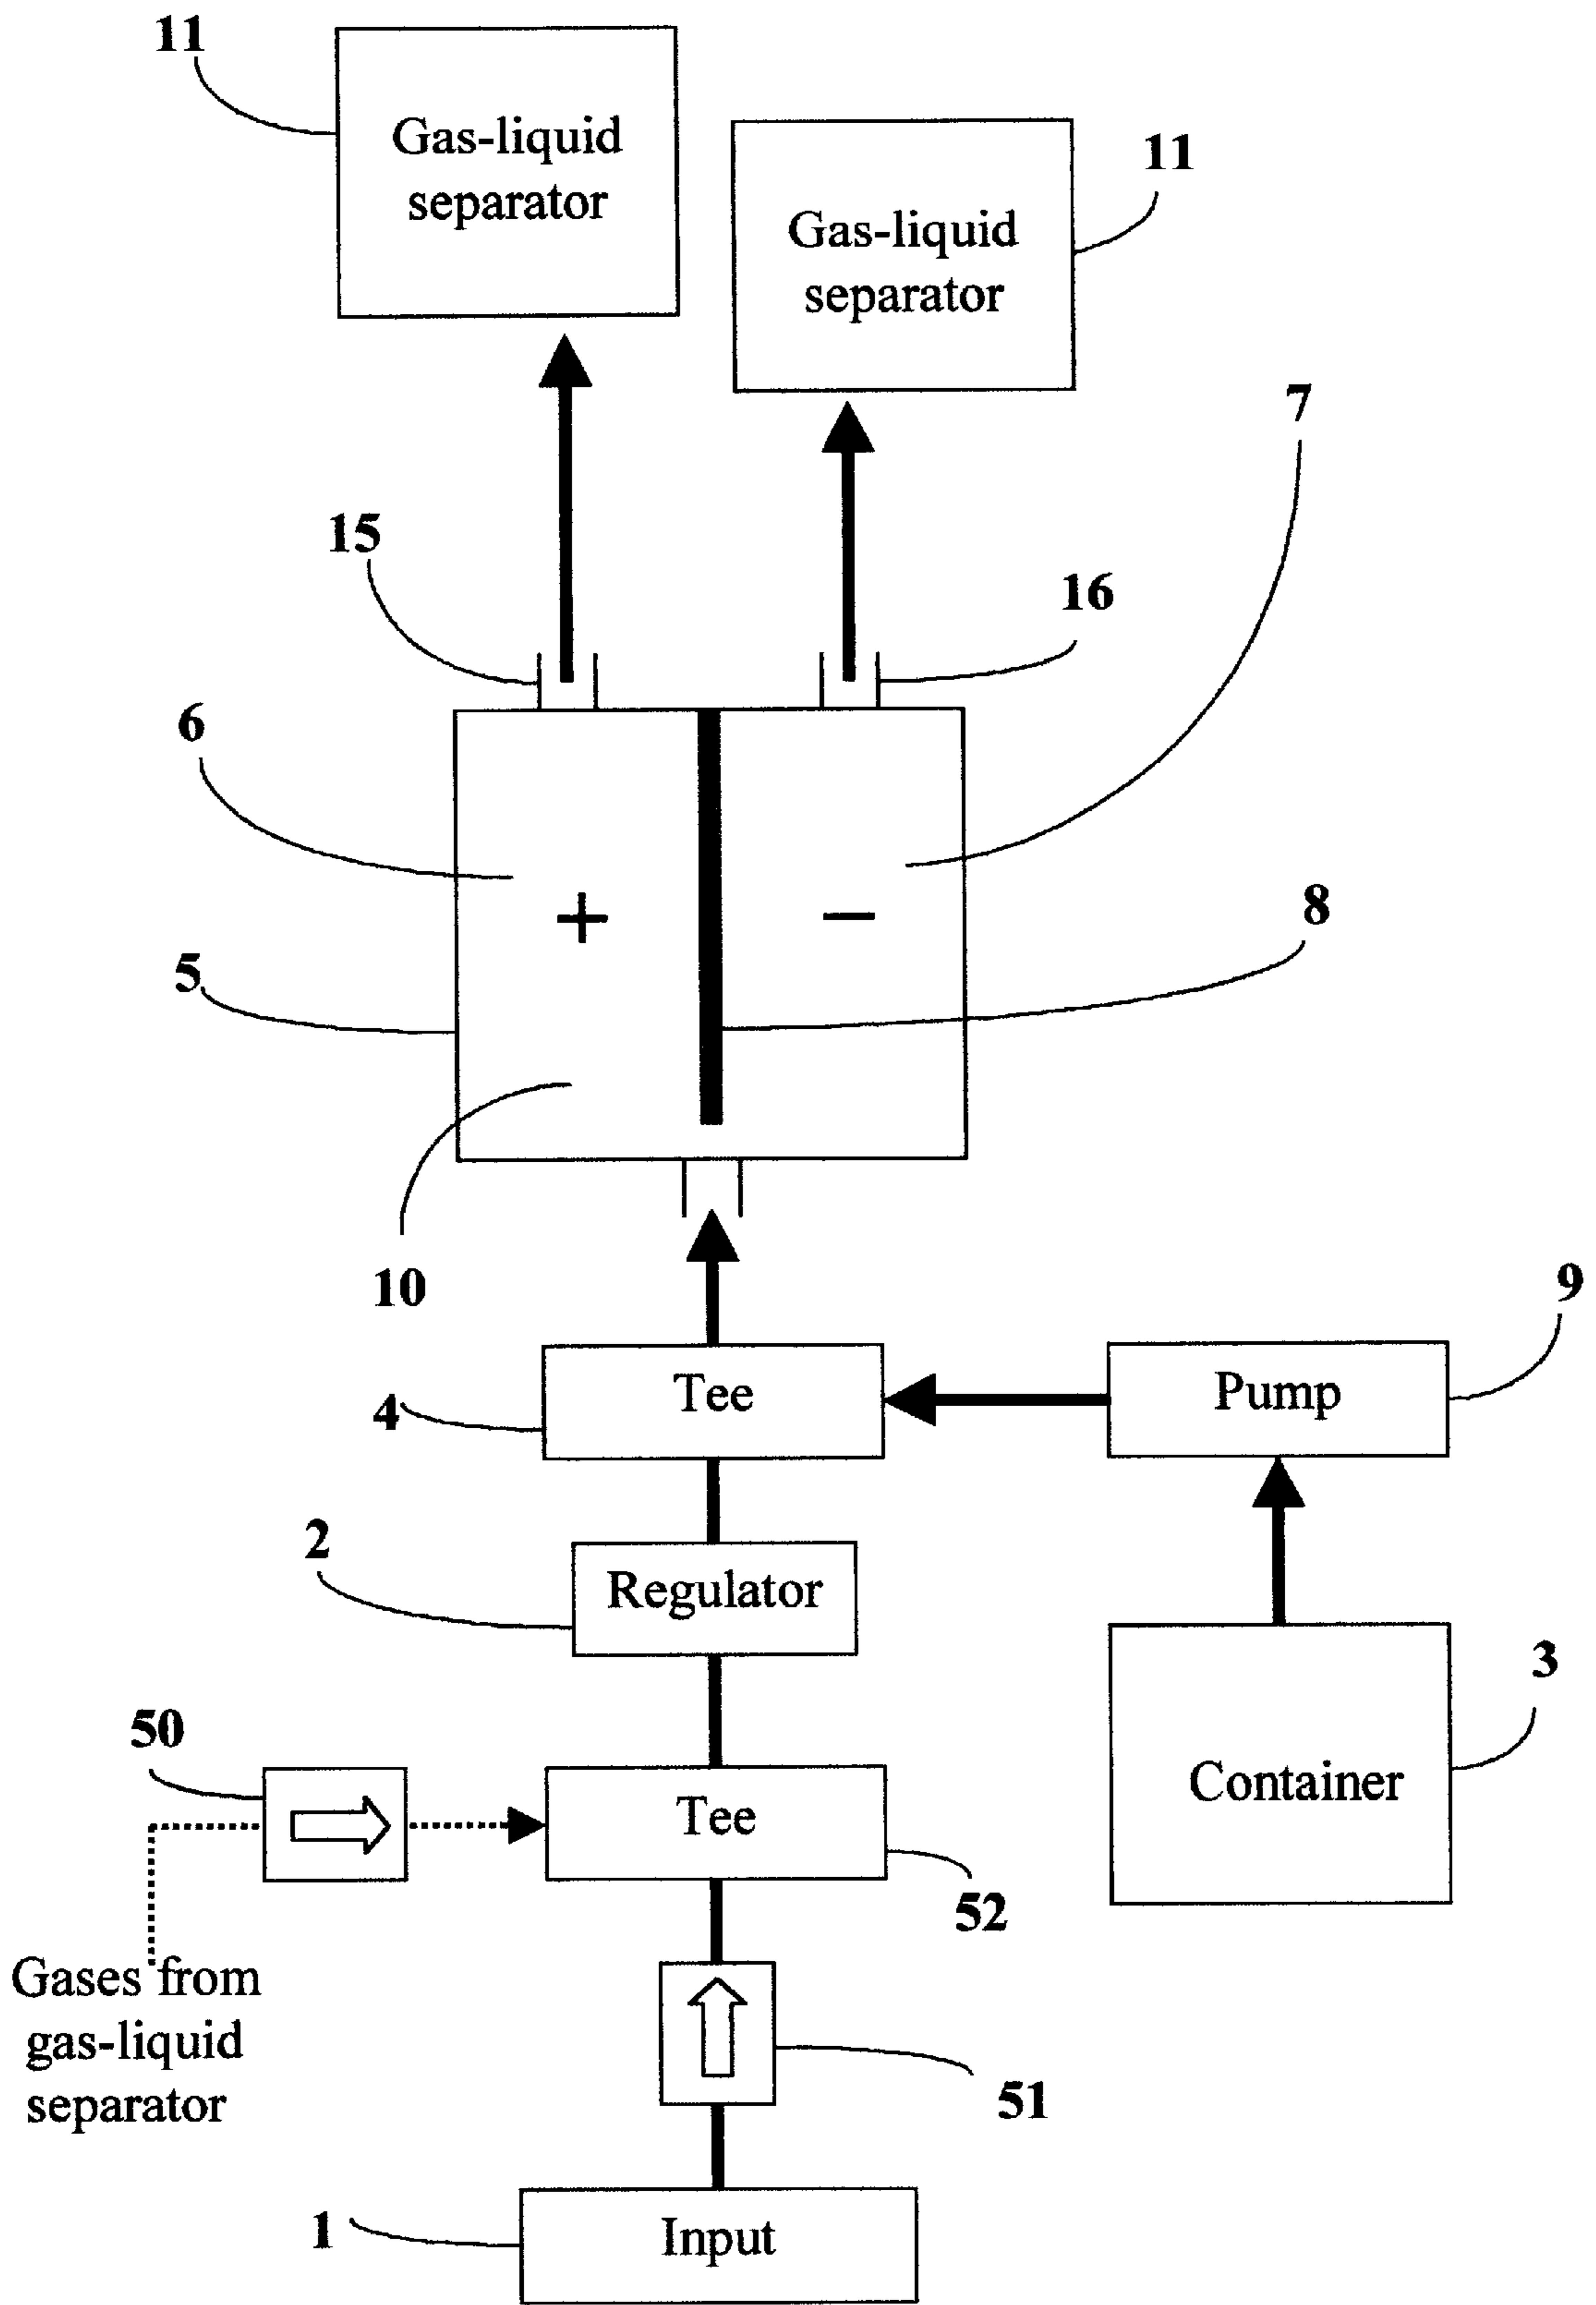 11
Gas-liquid
separator
11
Gas-liquid
separator
7
15
16
6
+
−
8
5
10
9
Tee
Pump
4
2
Regulator
3
50
Tee
Container
52
Gases from
gas-liquid
separator
51
1
Input